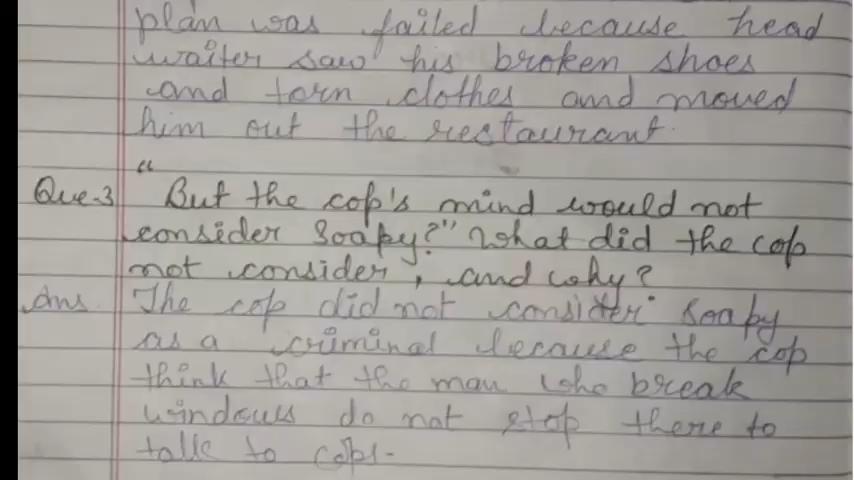 plan was failed because head
waiter saw his broken shoes
and torn clothes and moved
him out the restaurant.
Que.3 "But the cop's mind would not
consider Soapy?" What did the cop
not consider, and why?
Ans. The cop did not consider Soapy
as a criminal because the cop
think that the man who break
windows do not stop there to
talk to cops.